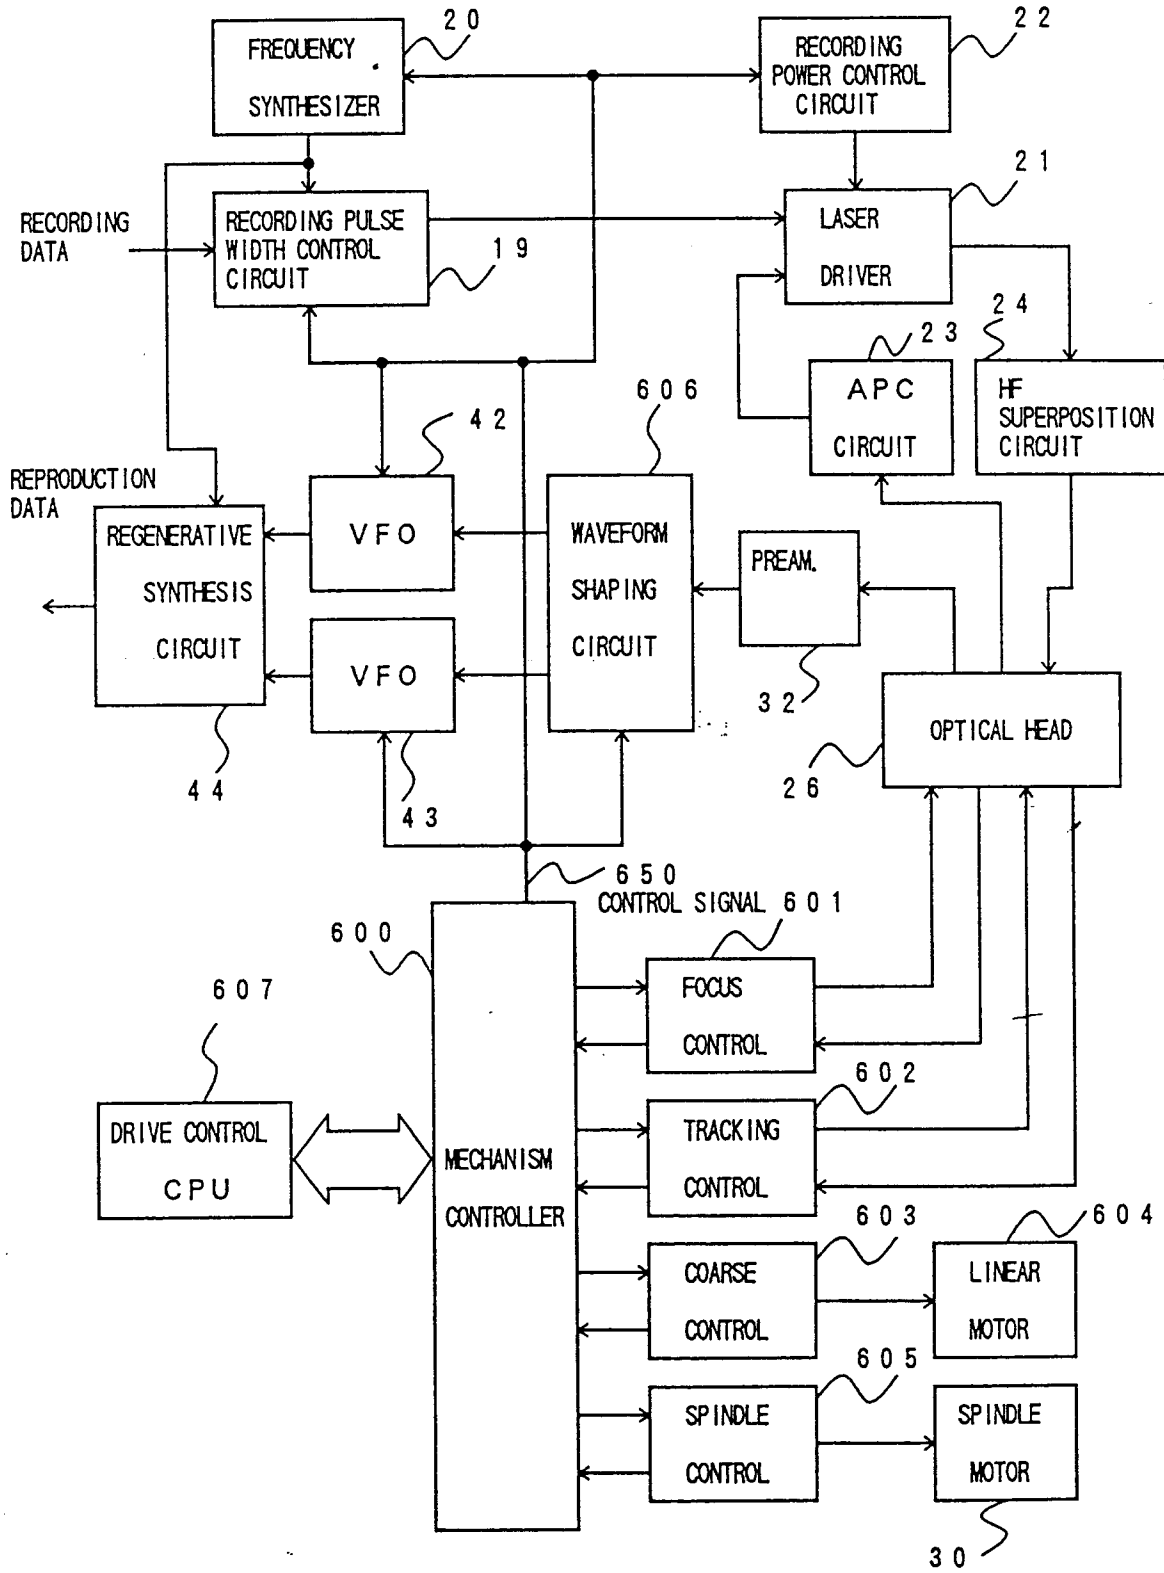 20
FREQUENCY
SYNTHESIZER
22
RECORDING
POWER CONTROL
CIRCUIT
21
LASER
DRIVER
RECORDING
DATA
RECORDING PULSE
WIDTH CONTROL
CIRCUIT
19
23
24
APC
CIRCUIT
HF
SUPERPOSITION
CIRCUIT
606
42
REPRODUCTION
DATA
REGENERATIVE
SYNTHESIS
CIRCUIT
VFO
WAVEFORM
SHAPING
CIRCUIT
PREAM.
VFO
32
OPTICAL HEAD
26
44
43
650
CONTROL SIGNAL
601
600
FOCUS
CONTROL
607
602
DRIVE CONTROL
CPU
MECHANISM
CONTROLLER
TRACKING
CONTROL
603
604
COARSE
CONTROL
LINEAR
MOTOR
605
SPINDLE
CONTROL
SPINDLE
MOTOR
30